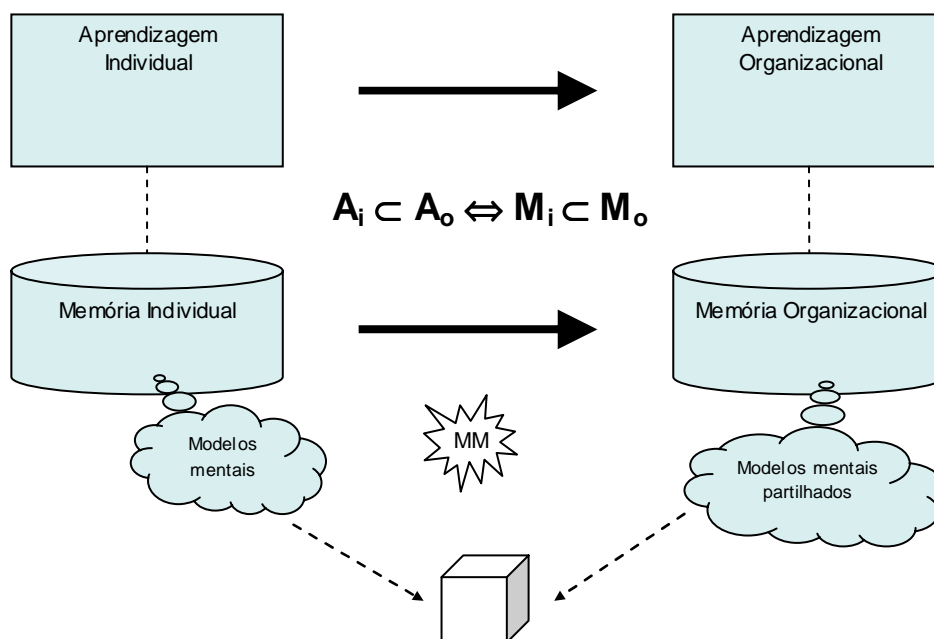 Aprendizagem
Individual
Aprendizagem
Organizacional
Aᵢ ⊂ Aₒ ⇔ Mᵢ ⊂ Mₒ
Memória Individual
Memória Organizacional
Modelos
mentais
MM
Modelos mentais
partilhados